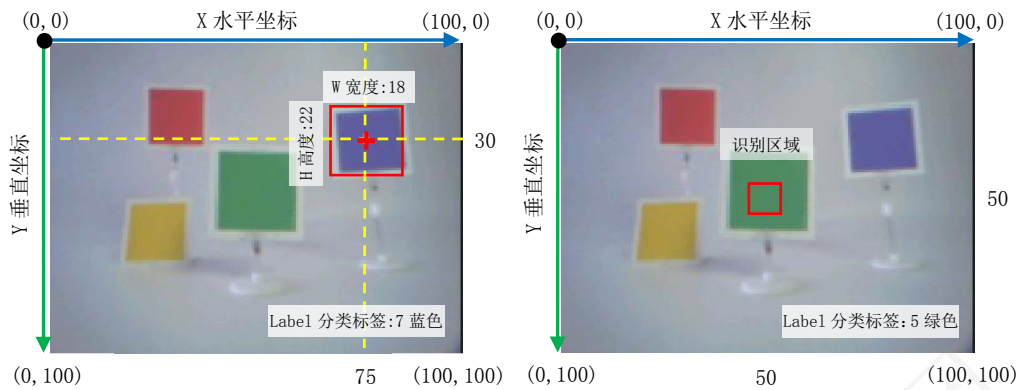 (0,0)
X 水平坐标
(100,0)
W 宽度:18
H 高度:22
30
Y 垂直坐标
Label 分类标签:7 蓝色
(0,100)
75
(100,100)
(0,0)
X 水平坐标
(100,0)
识别区域
Y 垂直坐标
50
Label 分类标签:5 绿色
(0,100)
50
(100,100)